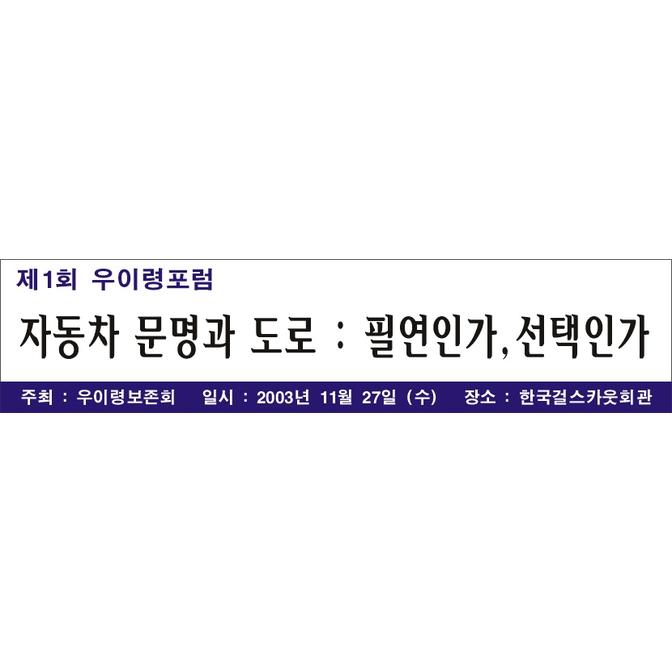 제1회 우이령포럼
자동차 문명과 도로 : 필연인가, 선택인가
주최 : 우이령보존회 일시 : 2003년 11월 27일 (수) 장소 : 한국걸스카웃회관